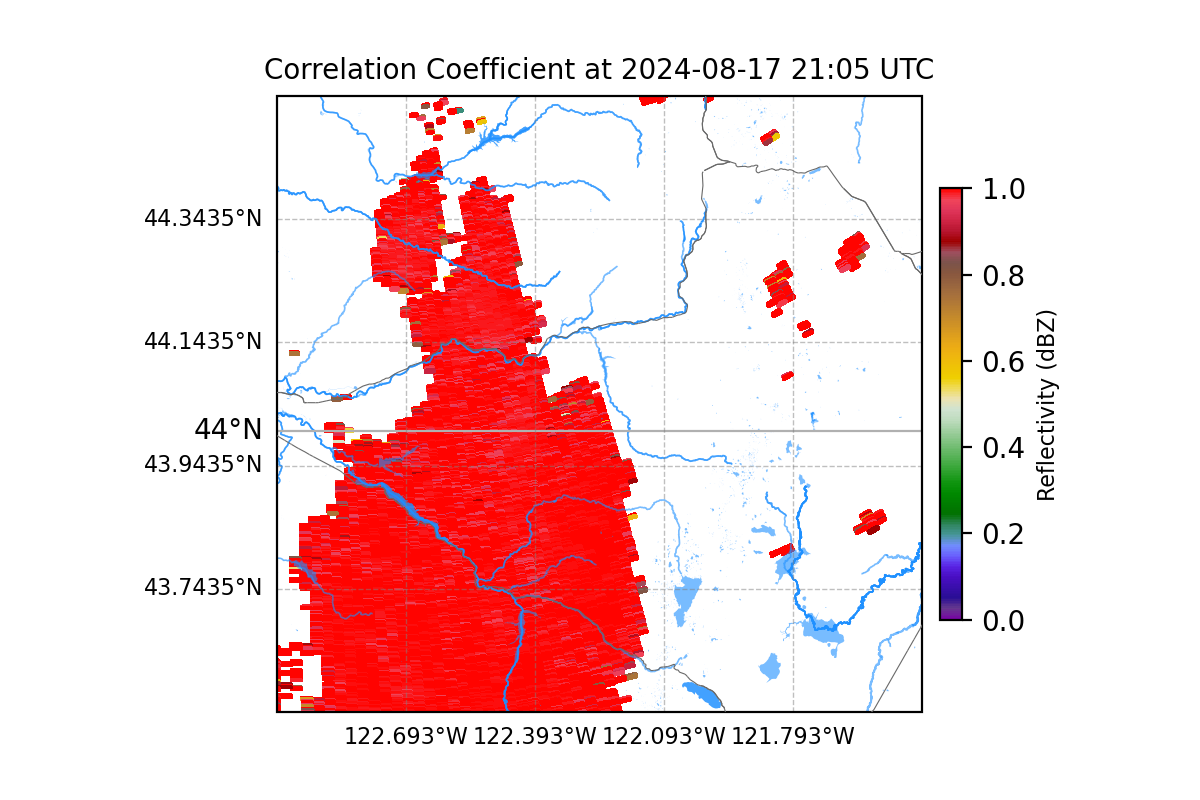 Correlation Coefficient at 2024-08-17 21:05 UTC
44.3435°N
44.1435°N
44°N
43.9435°N
43.7435°N
122.693°W 122.393°W 122.093°W 121.793°W
1.0
0.8
0.6
0.4
0.2
0.0
Reflectivity (dBZ)